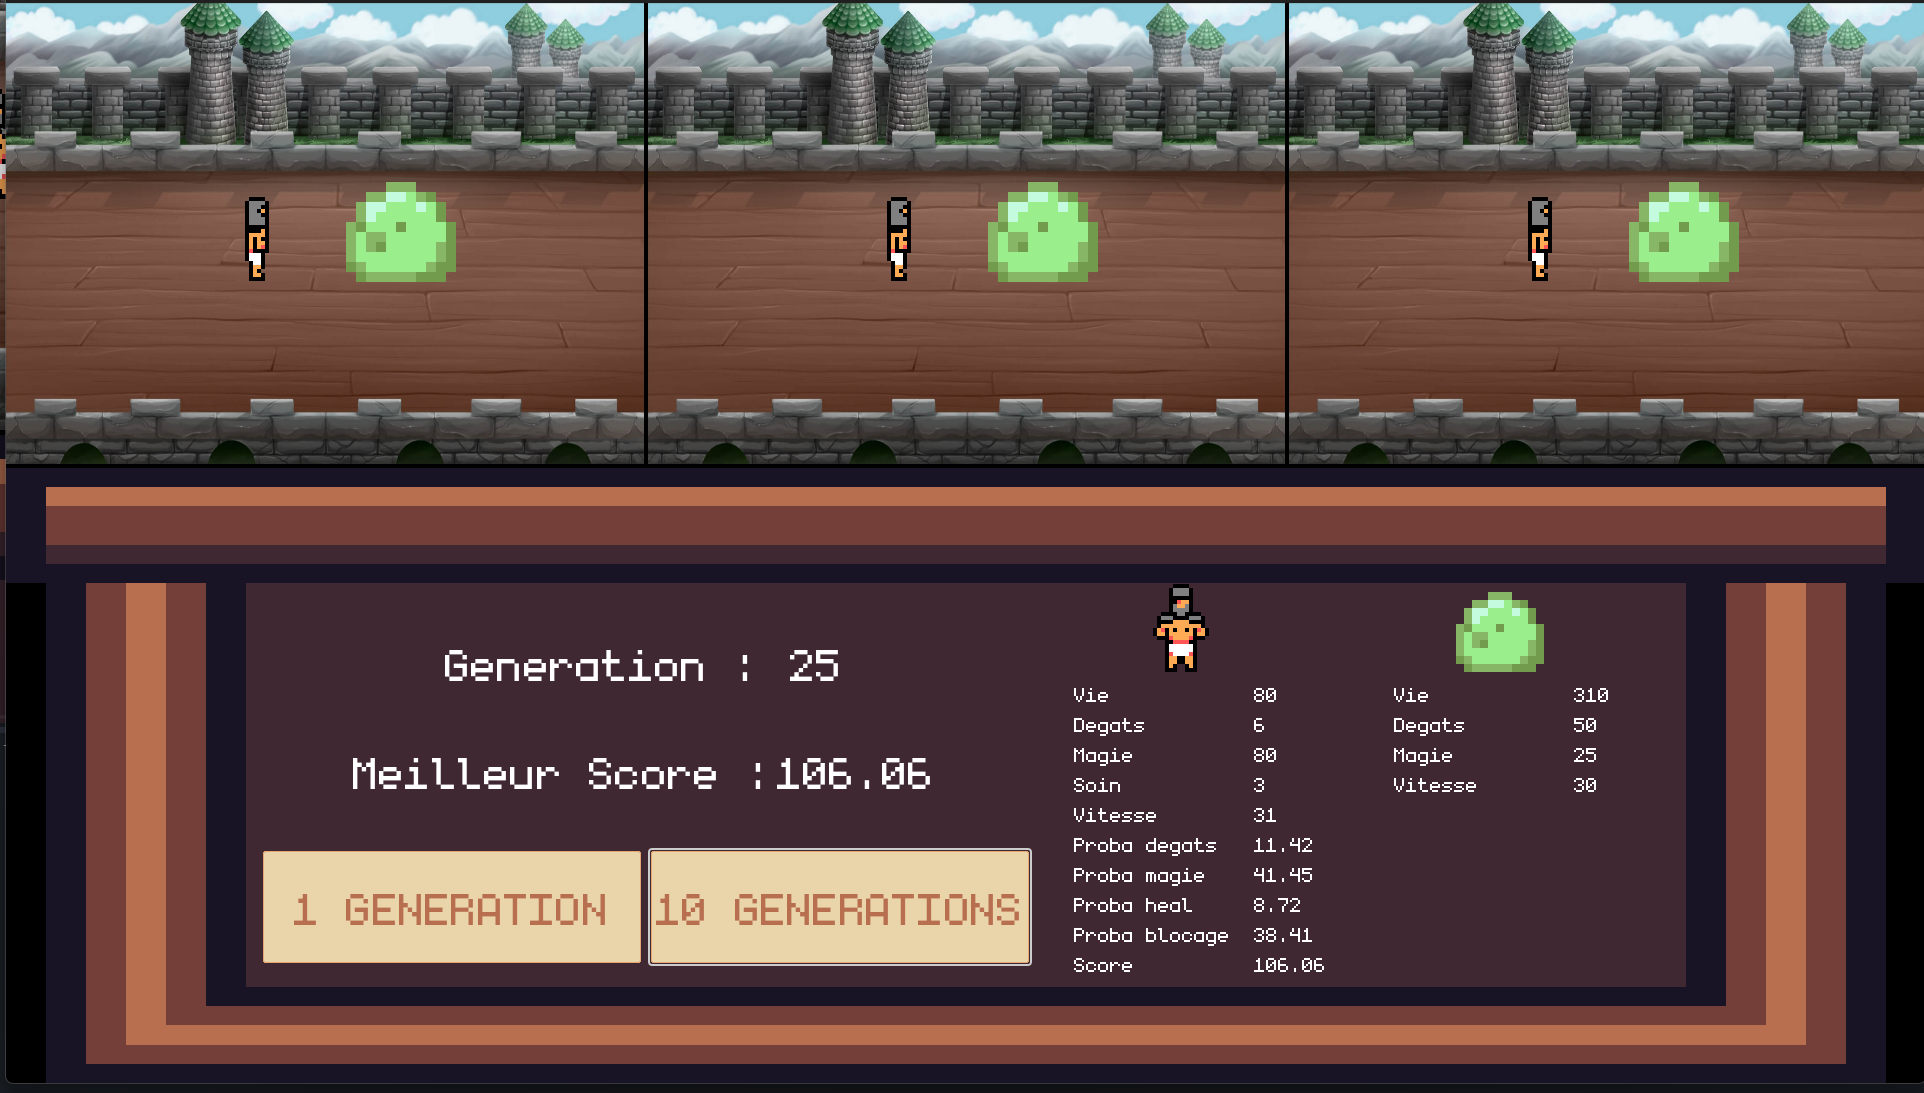 Generation : 25
Meilleur Score :106.06
1 GENERATION
10 GENERATIONS
Vie 80
Degats 6
Magie 80
Soin 3
Vitesse 31
Proba degats 11.42
Proba magie 41.45
Proba heal 8.72
Proba blocage 38.41
Score 106.06
Vie 310
Degats 50
Magie 25
Vitesse 30